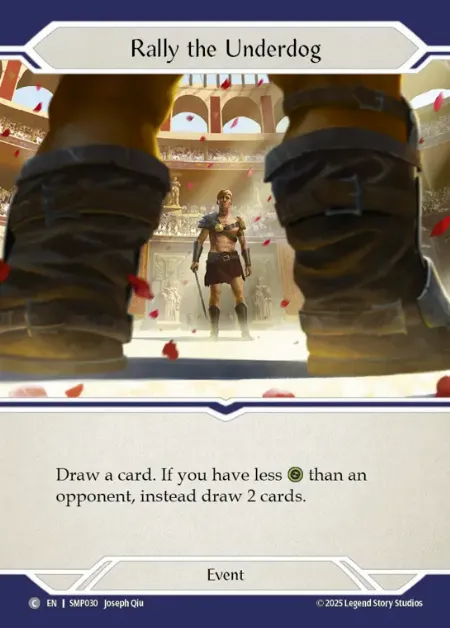 Rally the Underdog
Draw a card. If you have less than an
opponent, instead draw 2 cards.
Event
C EN | SMP030 Joseph Qiu © 2025 Legend Story Studios